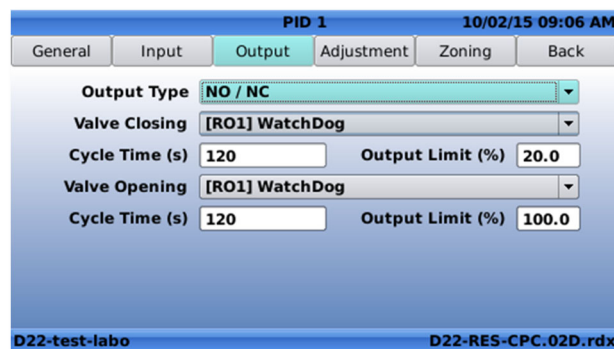 PID 1 10/02/15 09:06 AM
General Input Output Adjustment Zoning Back
Output Type NO / NC
Valve Closing [RO1] WatchDog
Cycle Time (s) 120 Output Limit (%) 20.0
Valve Opening [RO1] WatchDog
Cycle Time (s) 120 Output Limit (%) 100.0
D22-test-labo D22-RES-CPC.02D.rdx